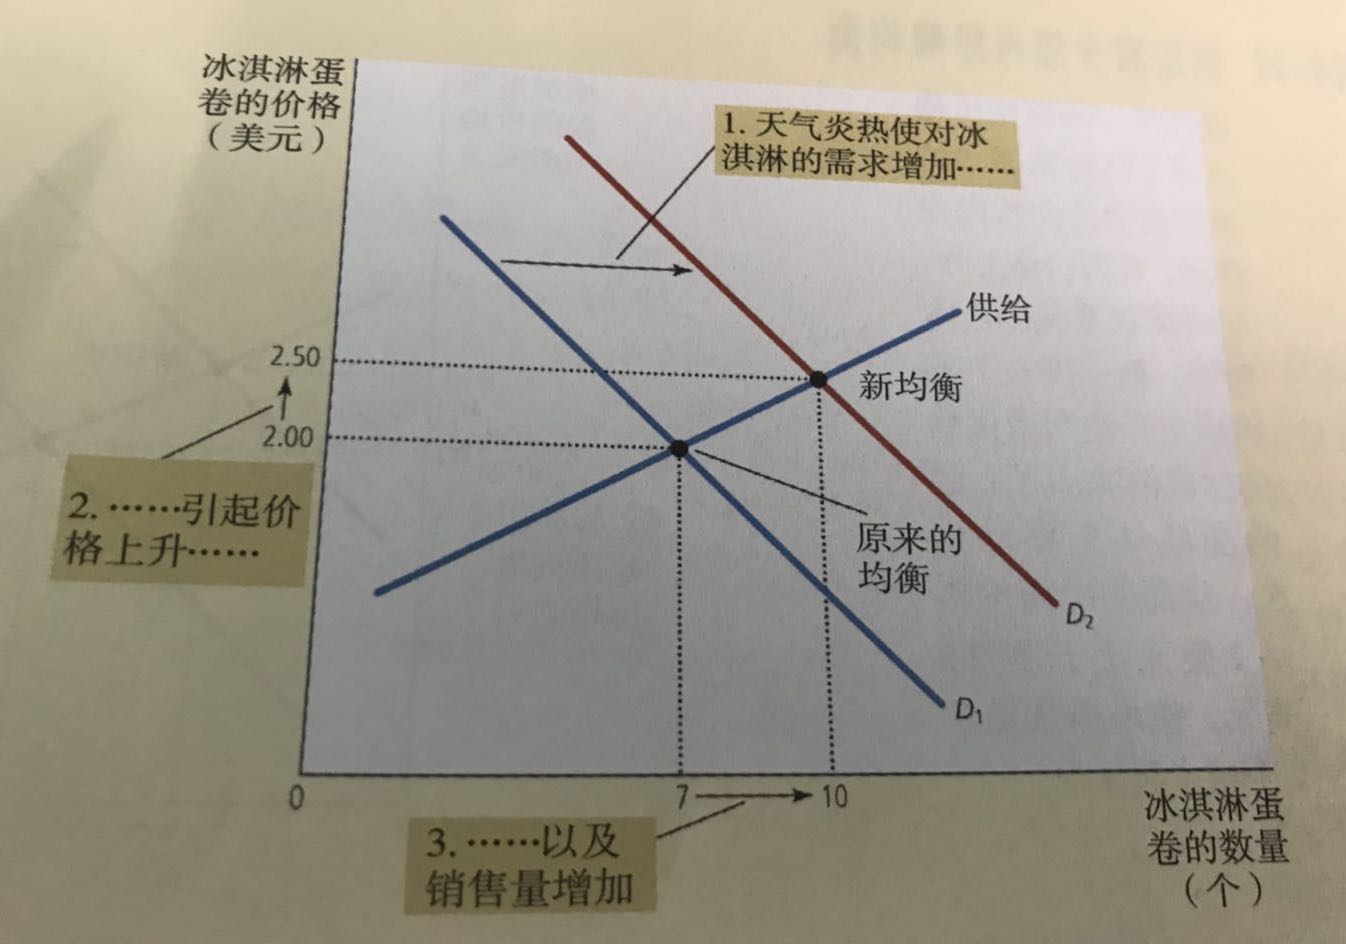 冰淇淋蛋
卷的价格
（美元）
1. 天气炎热使对冰
淇淋的需求增加……
供给
2.50
新均衡
2.00
2. ……引起价
格上升……
原来的
均衡
D₂
D₁
0
7
10
冰淇淋蛋
卷的数量
（个）
3. ……以及
销售量增加